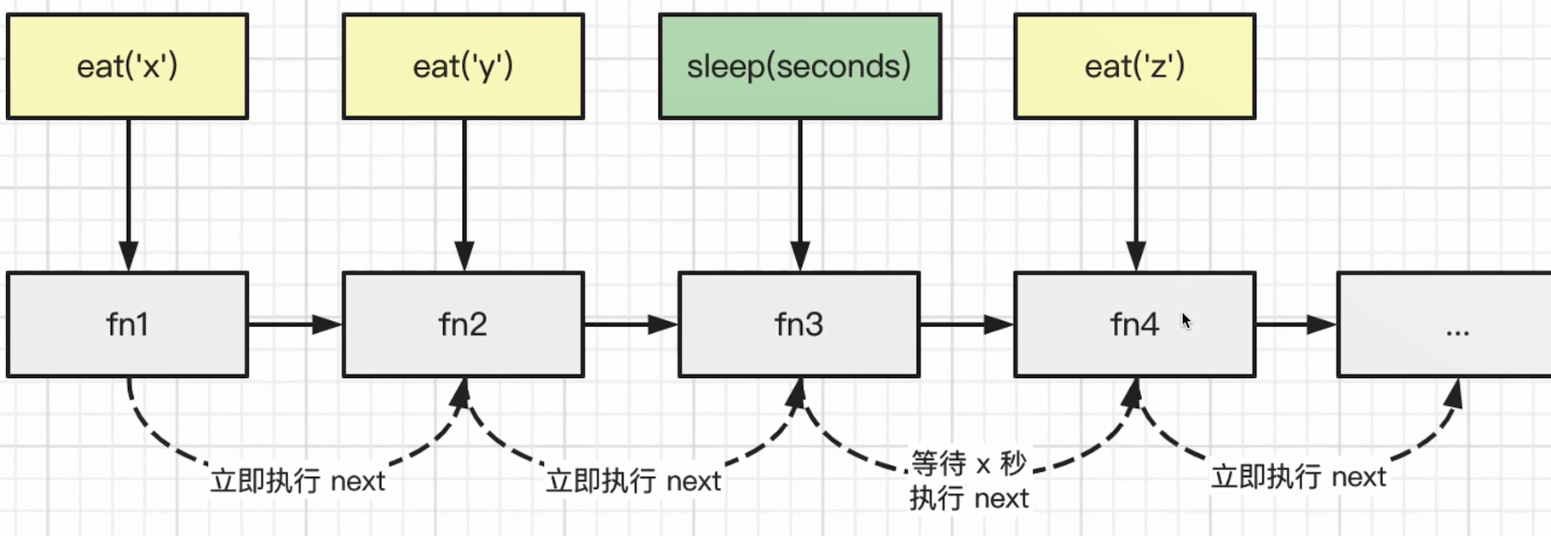 eat('x')
eat('y')
sleep(seconds)
eat('z')
fn1
fn2
fn3
fn4
...
立即执行 next
立即执行 next
等待 x 秒
执行 next
立即执行 next